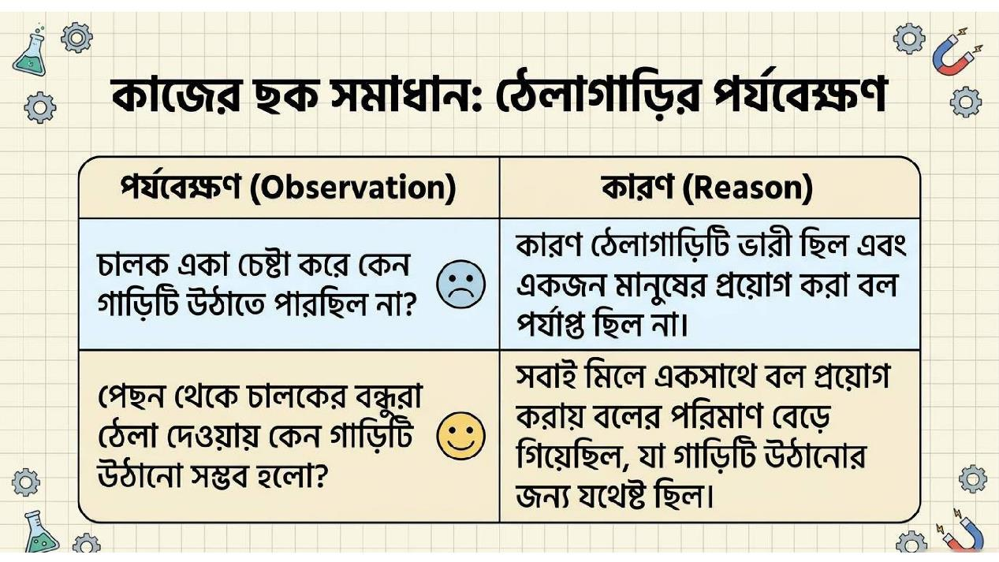 কাজের ছক সমাধান: ঠেলাগাড়ির পর্যবেক্ষণ
পর্যবেক্ষণ (Observation)
কারণ (Reason)
চালক একা চেষ্টা করে কেন
গাড়িটি উঠাতে পারছিল না?
কারণ ঠেলাগাড়িটি ভারী ছিল এবং
একজন মানুষের প্রয়োগ করা বল
পর্যাপ্ত ছিল না।
পেছন থেকে চালকের বন্ধুরা
ঠেলা দেওয়ায় কেন গাড়িটি
উঠানো সম্ভব হলো?
সবাই মিলে একসাথে বল প্রয়োগ
করায় বলের পরিমাণ বেড়ে
গিয়েছিল, যা গাড়িটি উঠানোর
জন্য যথেষ্ট ছিল।